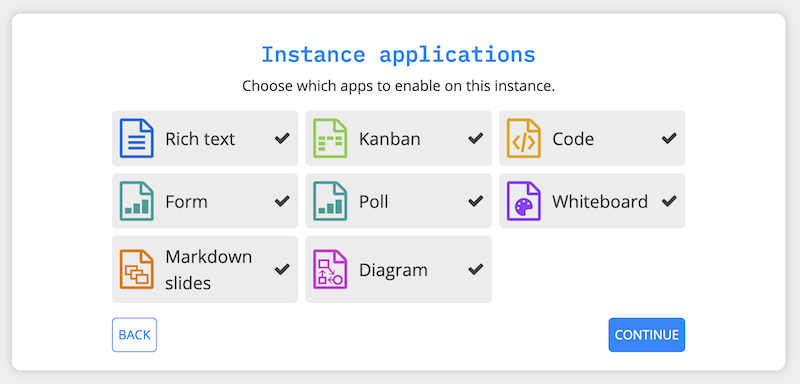 Instance applications
Choose which apps to enable on this instance.
Rich text
Kanban
Code
Form
Poll
Whiteboard
Markdown
slides
Diagram
BACK
CONTINUE